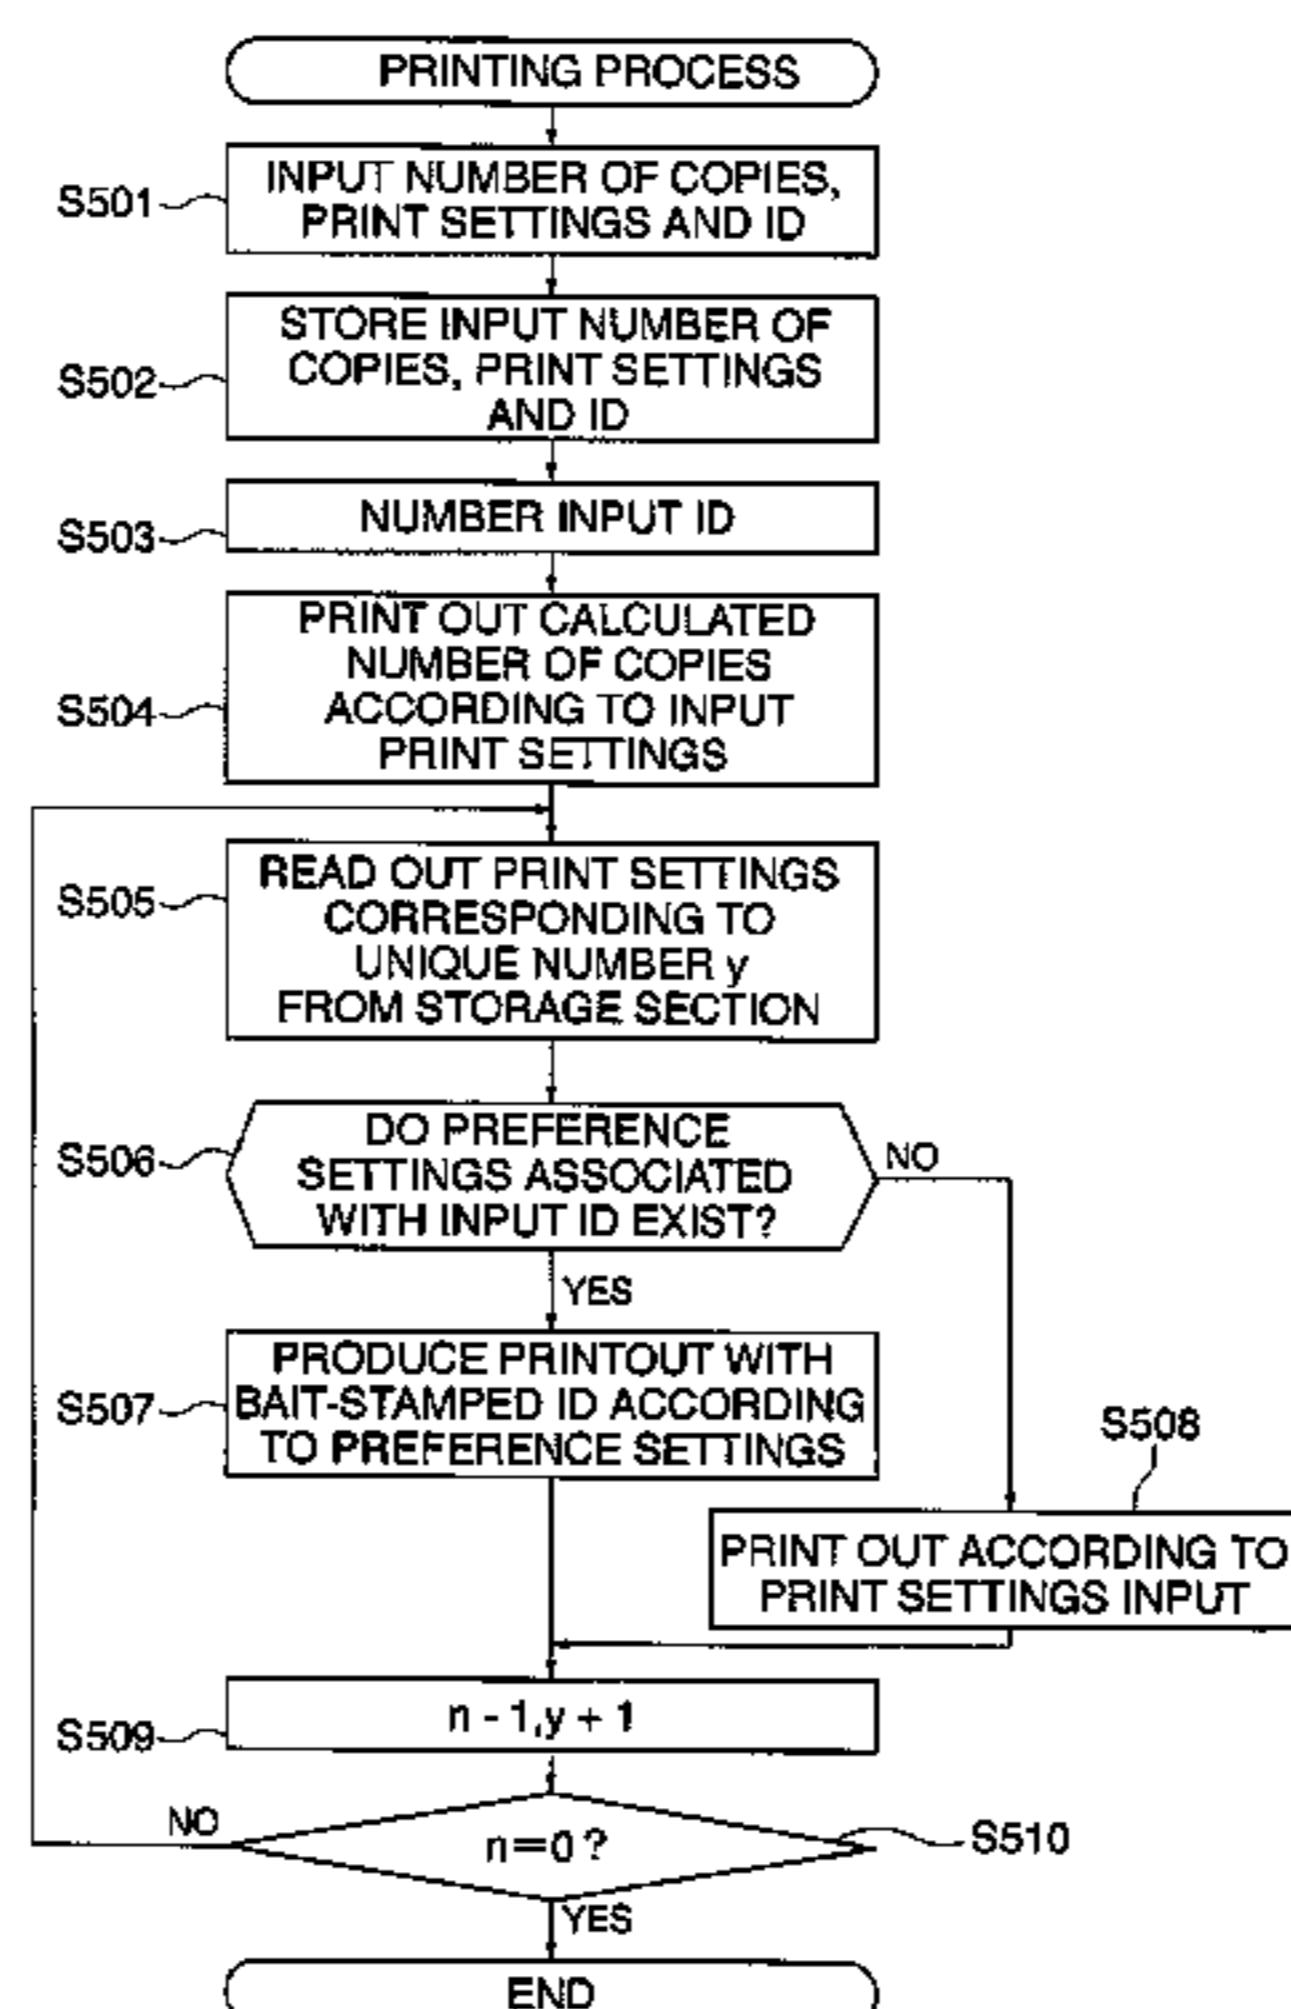 PRINTING PROCESS
S501
INPUT NUMBER OF COPIES,
PRINT SETTINGS AND ID
S502
STORE INPUT NUMBER OF
COPIES, PRINT SETTINGS
AND ID
S503
NUMBER INPUT ID
S504
PRINT OUT CALCULATED
NUMBER OF COPIES
ACCORDING TO INPUT
PRINT SETTINGS
S505
READ OUT PRINT SETTINGS
CORRESPONDING TO
UNIQUE NUMBER y
FROM STORAGE SECTION
S506
DO PREFERENCE
SETTINGS ASSOCIATED
WITH INPUT ID EXIST?
NO
YES
S507
PRODUCE PRINTOUT WITH
BAIT-STAMPED ID ACCORDING
TO PREFERENCE SETTINGS
S508
PRINT OUT ACCORDING TO
PRINT SETTINGS INPUT
S509
n - 1,y + 1
NO
n=0?
S510
YES
END